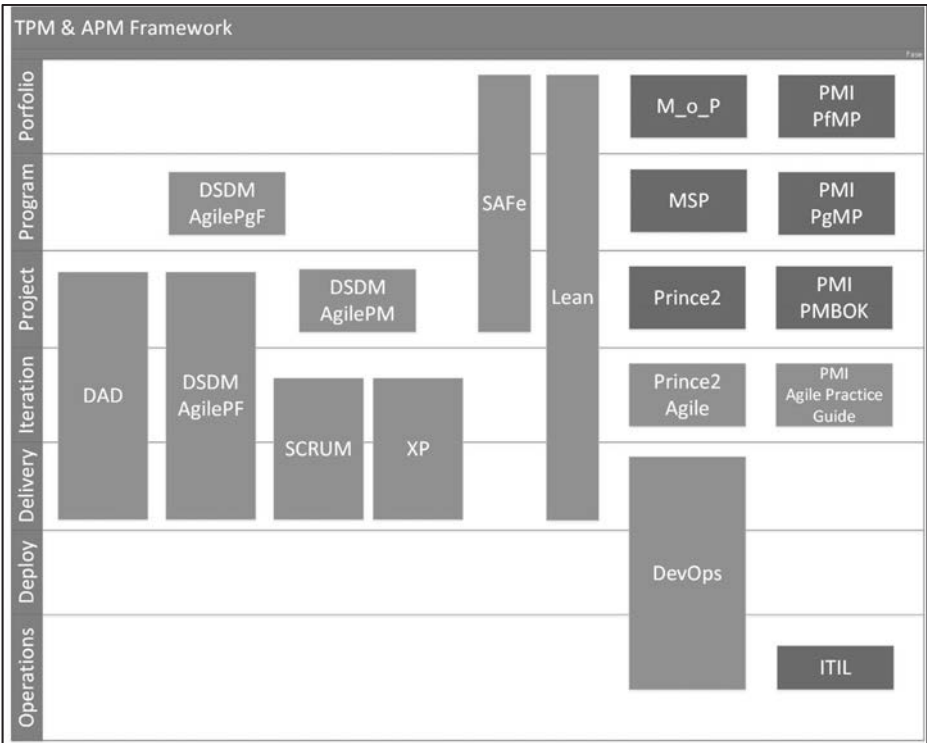 TPM & APM Framework
Fase
Porfolio
M_o_P
PMI
PfMP
SAFe
Lean
Program
DSDM
AgilePgF
MSP
PMI
PgMP
Project
DSDM
AgilePM
Prince2
PMI
PMBOK
DAD
DSDM
AgilePF
Iteration
Prince2
Agile
PMI
Agile Practice
Guide
SCRUM
XP
Delivery
Deploy
DevOps
Operations
ITIL